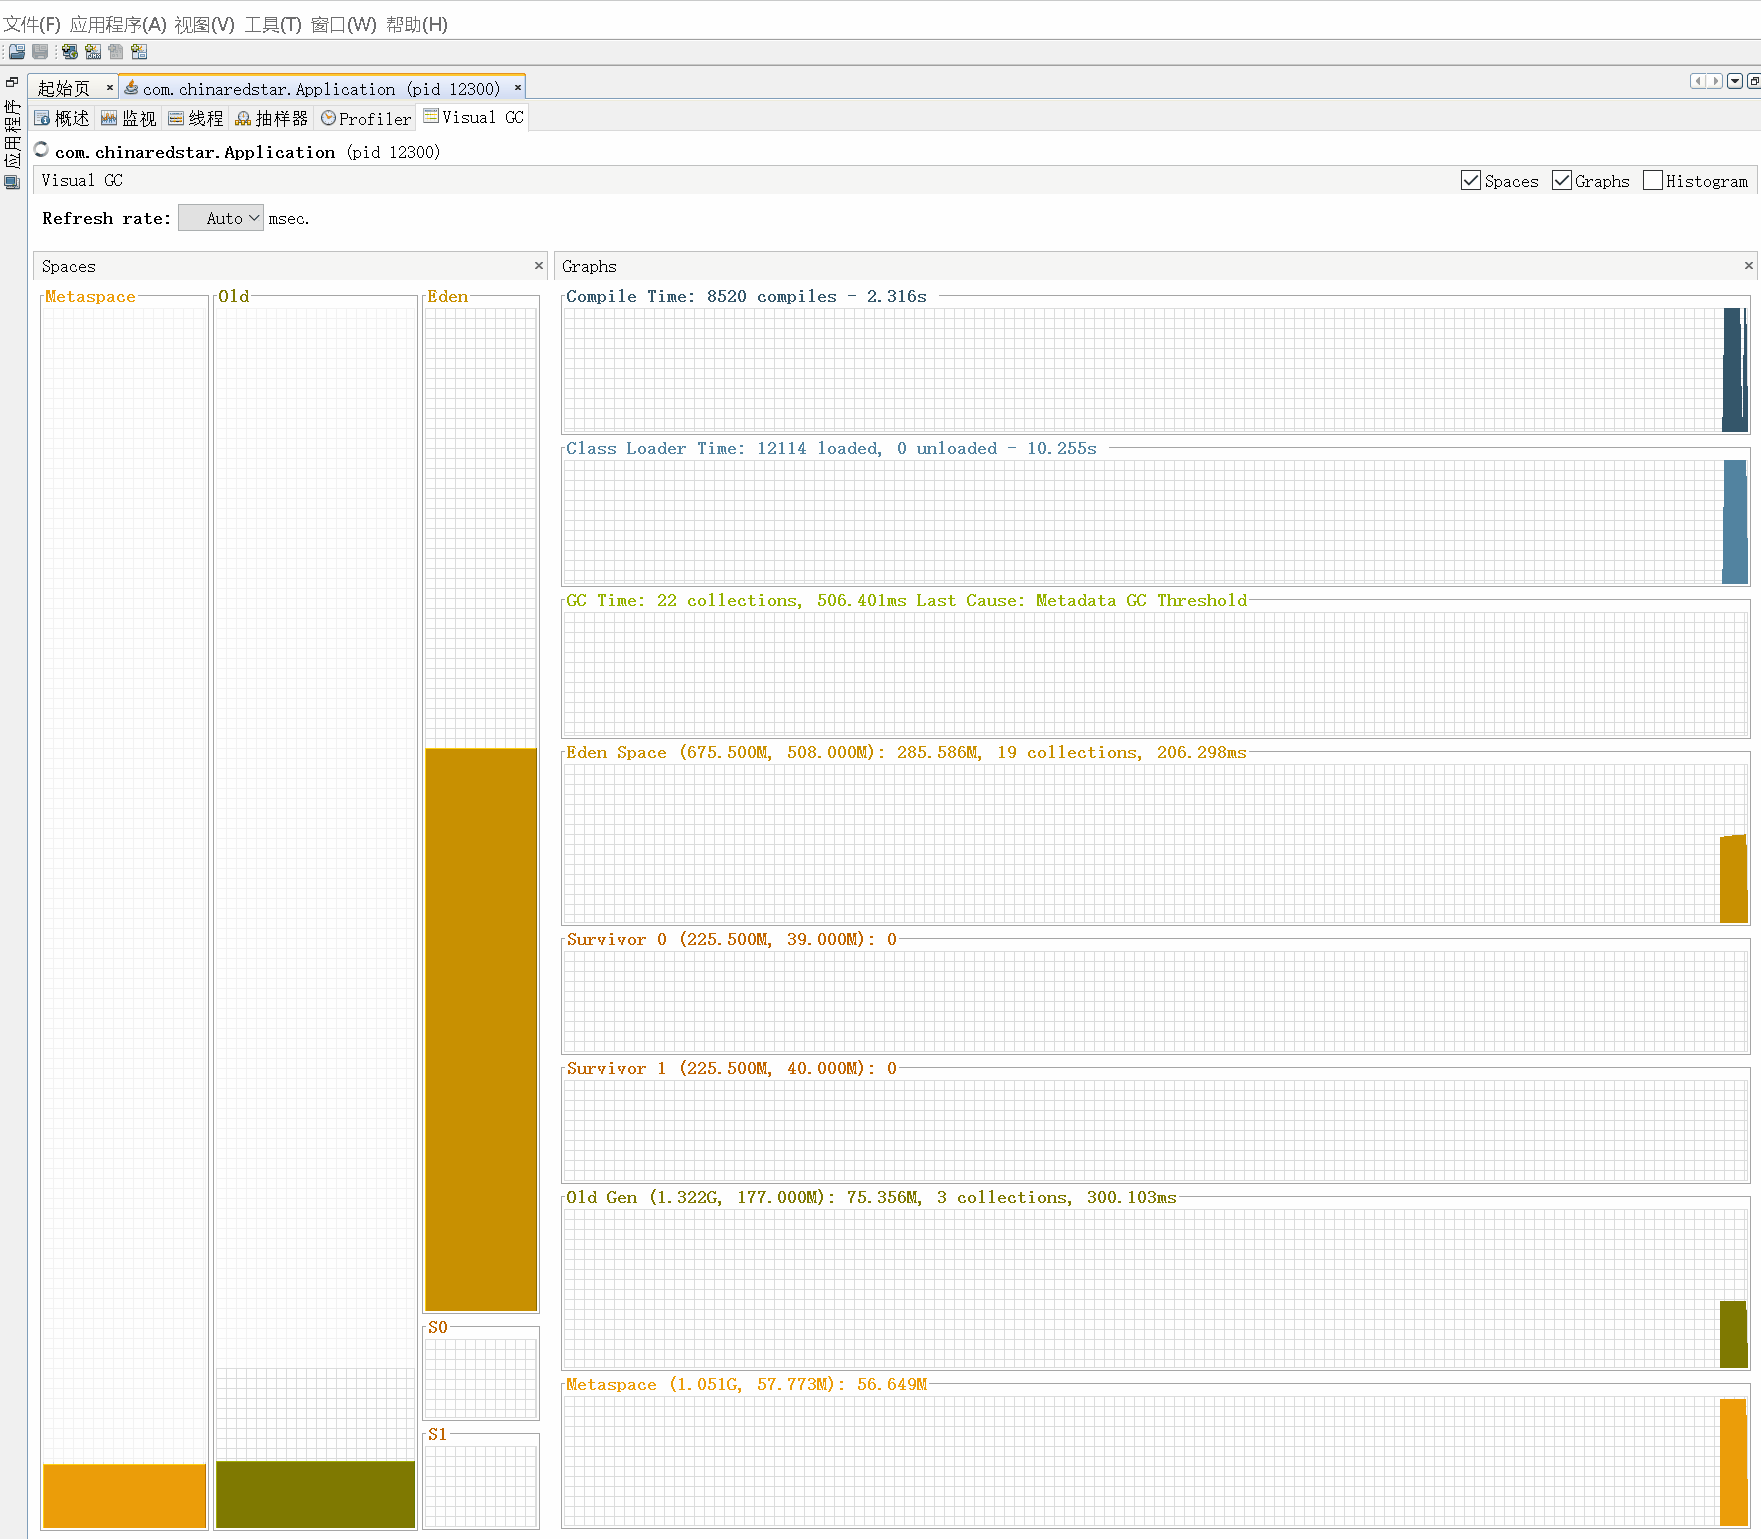 文件(F) 应用程序(A) 视图(V) 工具(T) 窗口(W) 帮助(H)
应用程序
起始页 × com.chinaredstar.Application (pid 12300) ×
概述 监视 线程 抽样器 Profiler Visual GC
com.chinaredstar.Application (pid 12300)
Visual GC Spaces Graphs Histogram
Refresh rate: Auto msec.
Spaces ×
Graphs ×
Metaspace
Old
Eden
S0
S1
Compile Time: 8520 compiles - 2.316s
Class Loader Time: 12114 loaded, 0 unloaded - 10.255s
GC Time: 22 collections, 506.401ms Last Cause: Metadata GC Threshold
Eden Space (675.500M, 508.000M): 285.586M, 19 collections, 206.298ms
Survivor 0 (225.500M, 39.000M): 0
Survivor 1 (225.500M, 40.000M): 0
Old Gen (1.322G, 177.000M): 75.356M, 3 collections, 300.103ms
Metaspace (1.051G, 57.773M): 56.649M